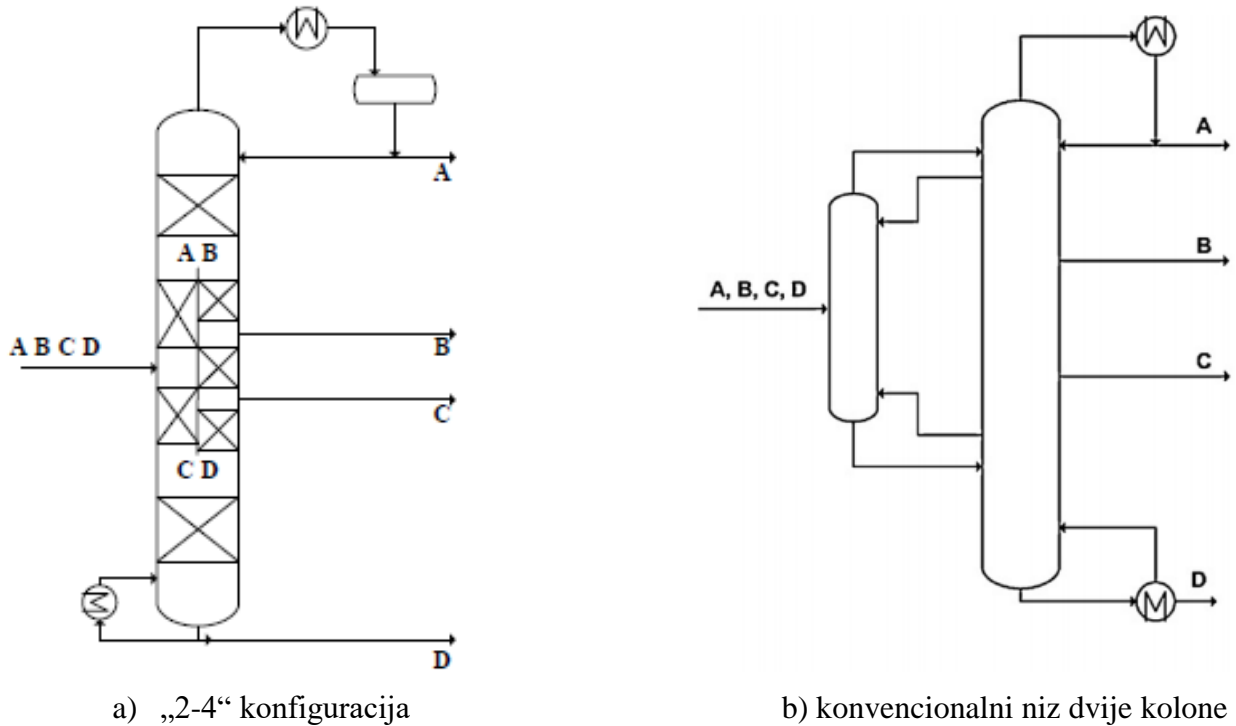 A
A B
A B C D
B
C
C D
D
A
B
A, B, C, D
C
D
a) „2-4“ konfiguracija
b) konvencionalni niz dvije kolone